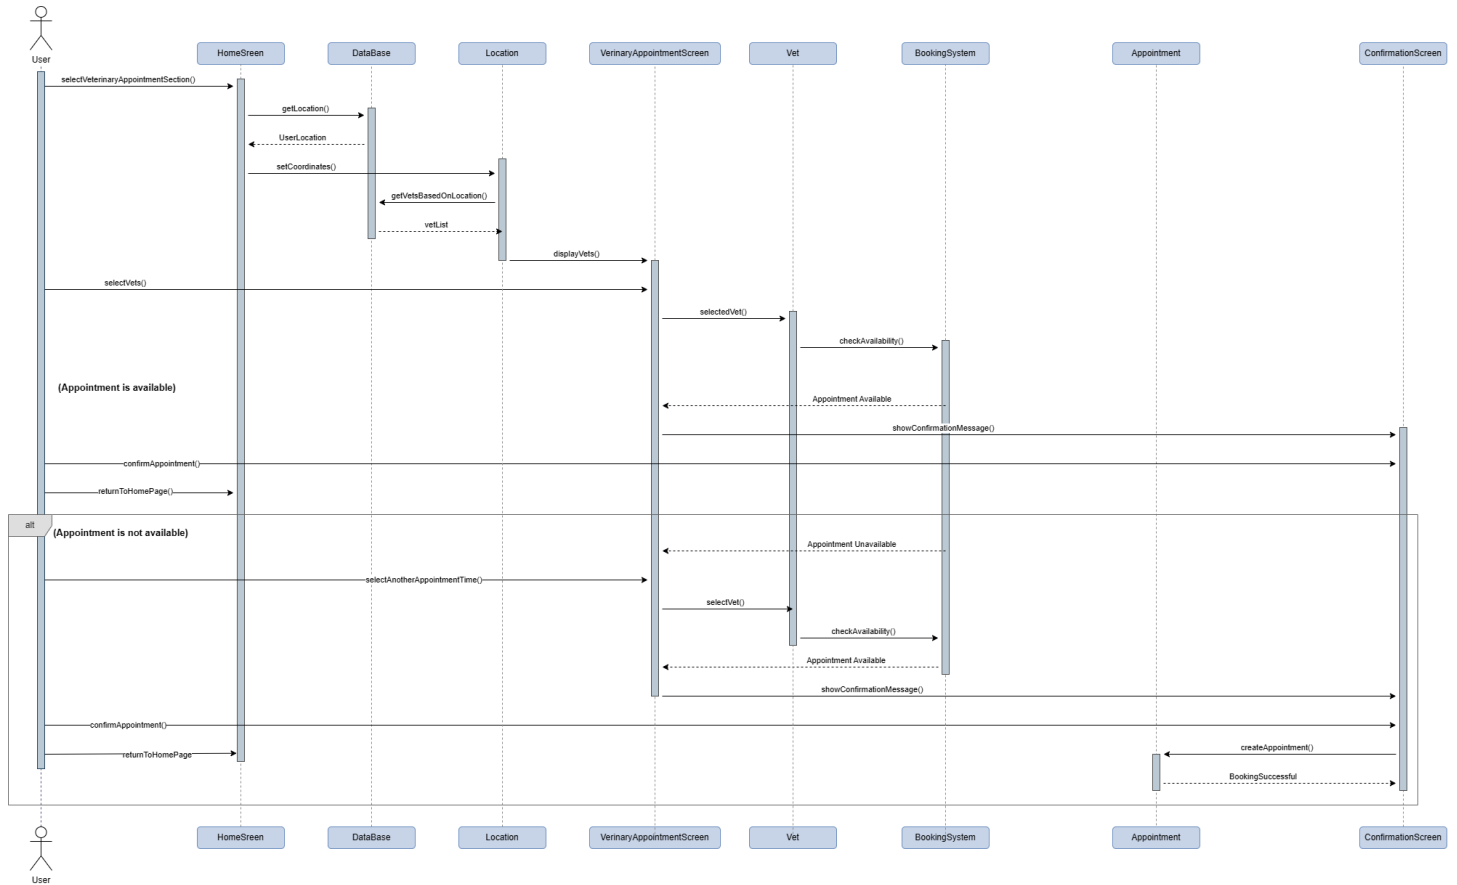 User
HomeSreen
DataBase
Location
VerinaryAppointmentScreen
Vet
BookingSystem
Appointment
ConfirmationScreen
selectVeterinaryAppointmentSection()
getLocation()
UserLocation
setCoordinates()
getVetsBasedOnLocation()
vetList
displayVets()
selectVets()
selectedVet()
checkAvailability()
(Appointment is available)
Appointment Available
showConfirmationMessage()
confirmAppointment()
returnToHomePage()
alt
(Appointment is not available)
Appointment Unavailable
selectAnotherAppointmentTime()
selectVet()
checkAvailability()
Appointment Available
showConfirmationMessage()
confirmAppointment()
returnToHomePage
createAppointment()
BookingSuccessful
HomeSreen
DataBase
Location
VerinaryAppointmentScreen
Vet
BookingSystem
Appointment
ConfirmationScreen
User